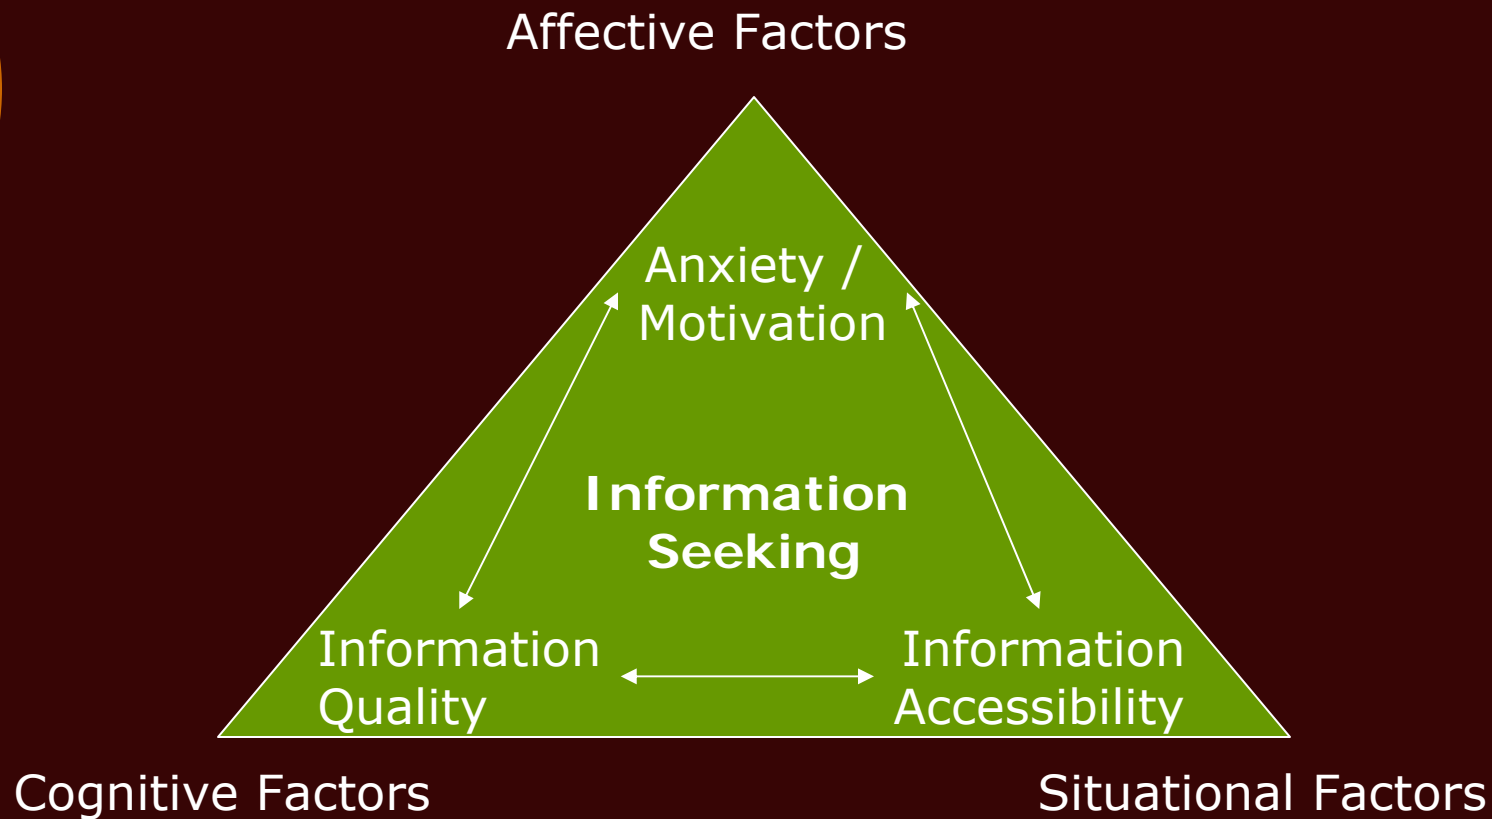 Affective Factors
Anxiety /
Motivation
Information
Seeking
Information
Quality
Information
Accessibility
Cognitive Factors
Situational Factors